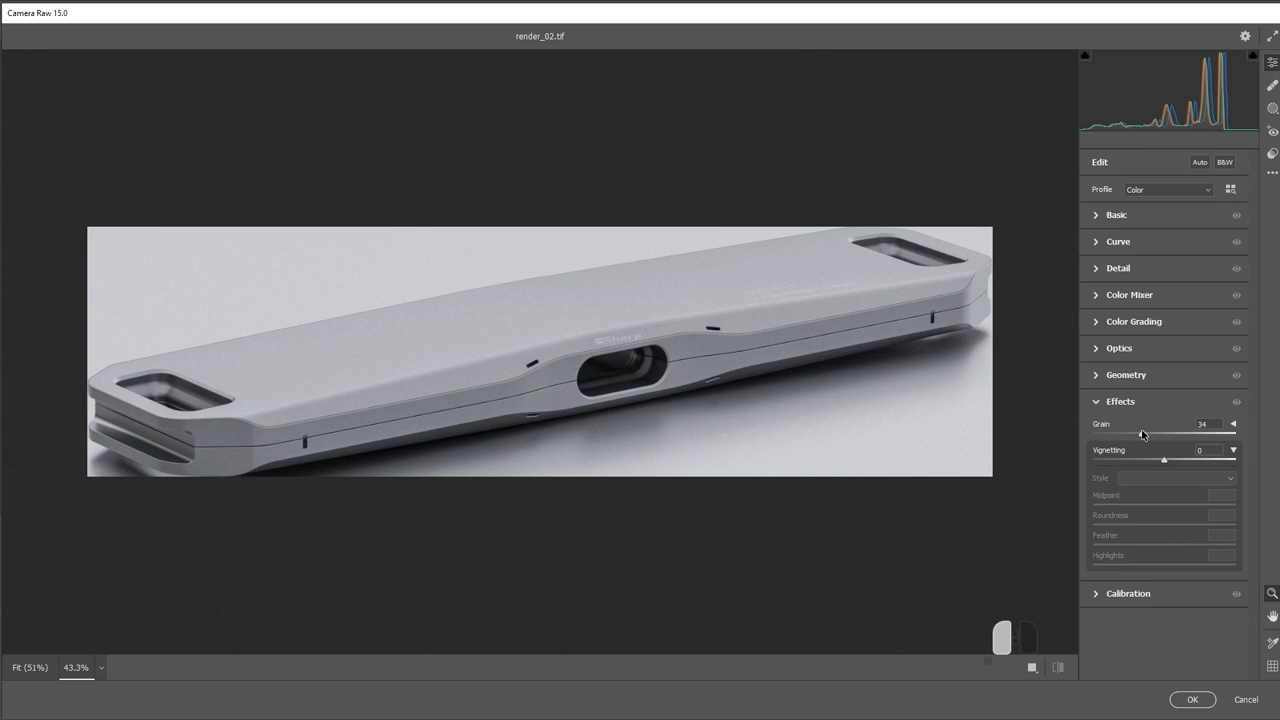 Camera Raw 15.0
render_02.tif
Edit
Auto
B&W
Profile
Color
Basic
Curve
Detail
Color Mixer
Color Grading
Optics
Geometry
Effects
Grain
34
Vignetting
0
Style
Midpoint
Roundness
Feather
Highlights
Calibration
Fit (51%)
43.3%
OK
Cancel